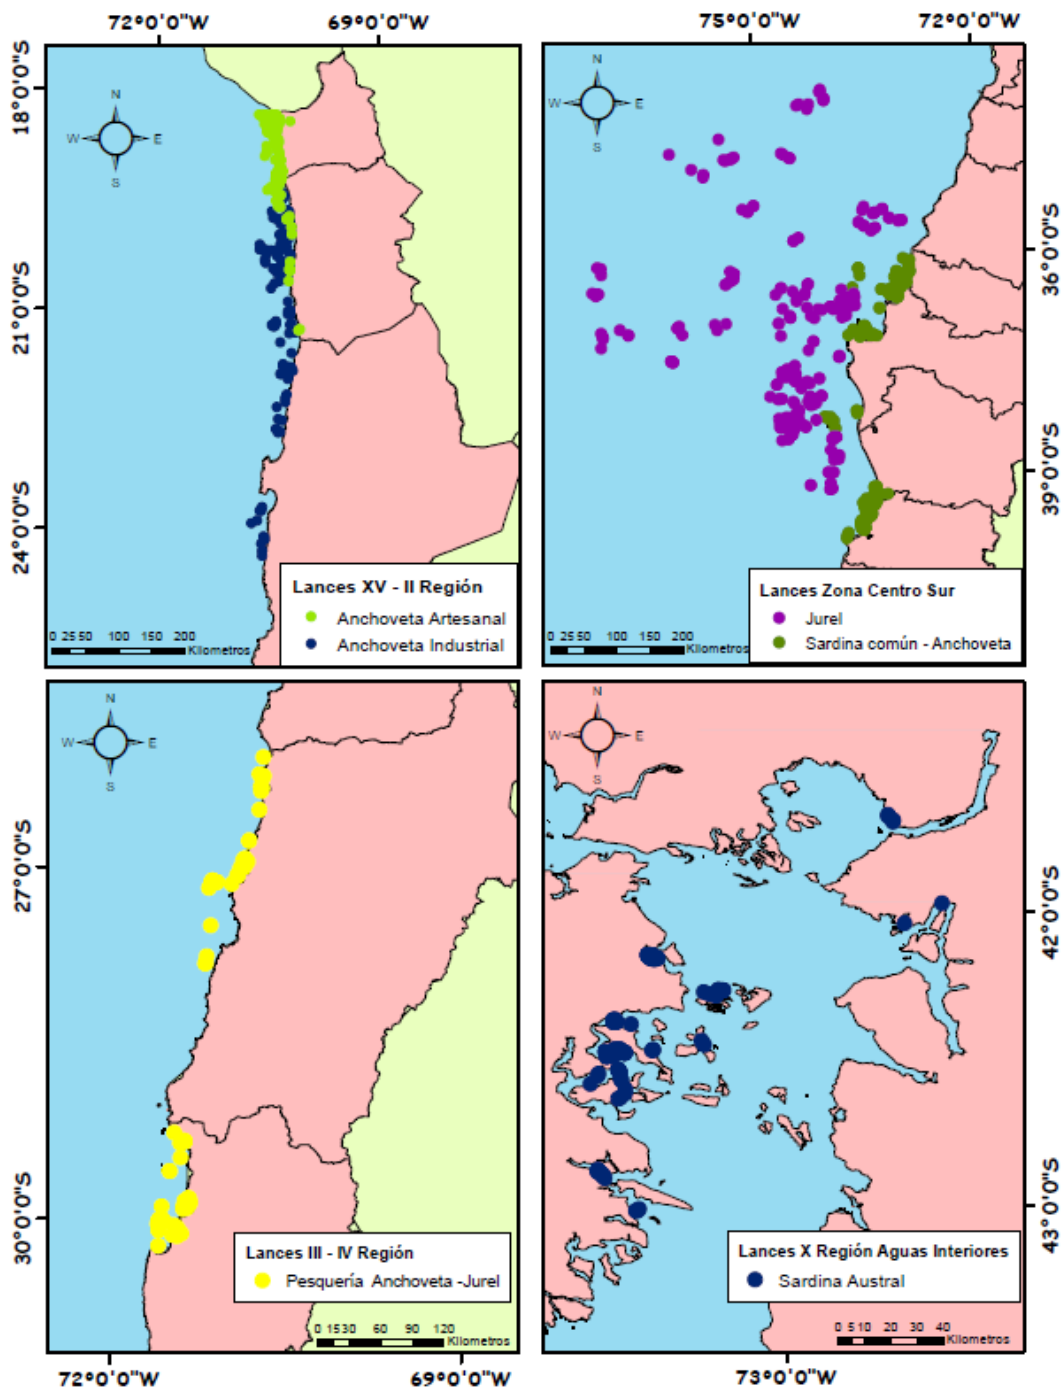 72°0'0"W 69°0'0"W
75°0'0"W 72°0'0"W
18°0'0"S
21°0'0"S
24°0'0"S
N
W E
S
Lances XV - II Región
Anchoveta Artesanal
Anchoveta Industrial
0 25 50 100 150 200
Kilometros
N
W E
S
36°0'0"S
39°0'0"S
Lances Zona Centro Sur
Jurel
Sardina común - Anchoveta
0 25 50 100 150 200
Kilometros
N
W E
S
27°0'0"S
30°0'0"S
Lances III - IV Región
Pesquería Anchoveta -Jurel
0 15 30 60 90 120
Kilometros
72°0'0"W 69°0'0"W
N
W E
S
42°0'0"S
43°0'0"S
Lances X Región Aguas Interiores
Sardina Austral
0 5 10 20 30 40
Kilometros
73°0'0"W